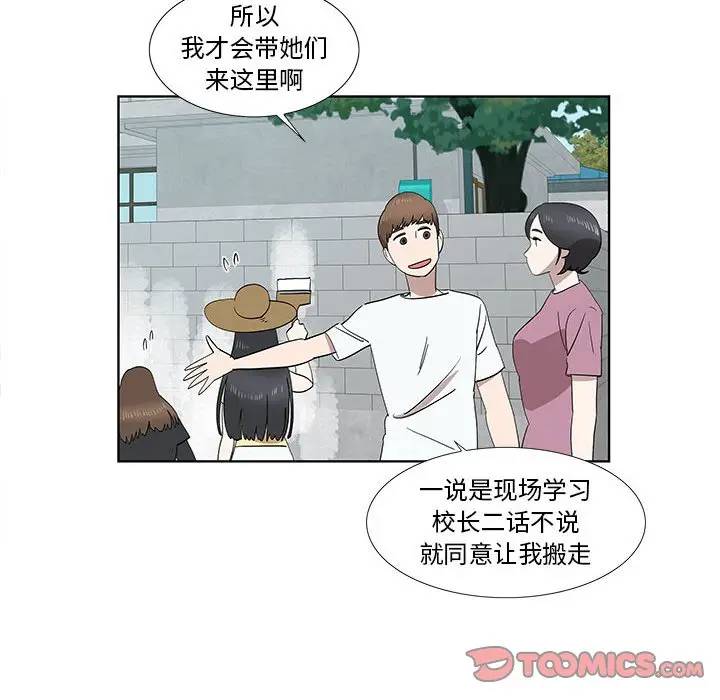 所以
我才会带她们
来这里啊
一说是现场学习
校长二话不说
就同意让我搬走
TOOMICS.COM